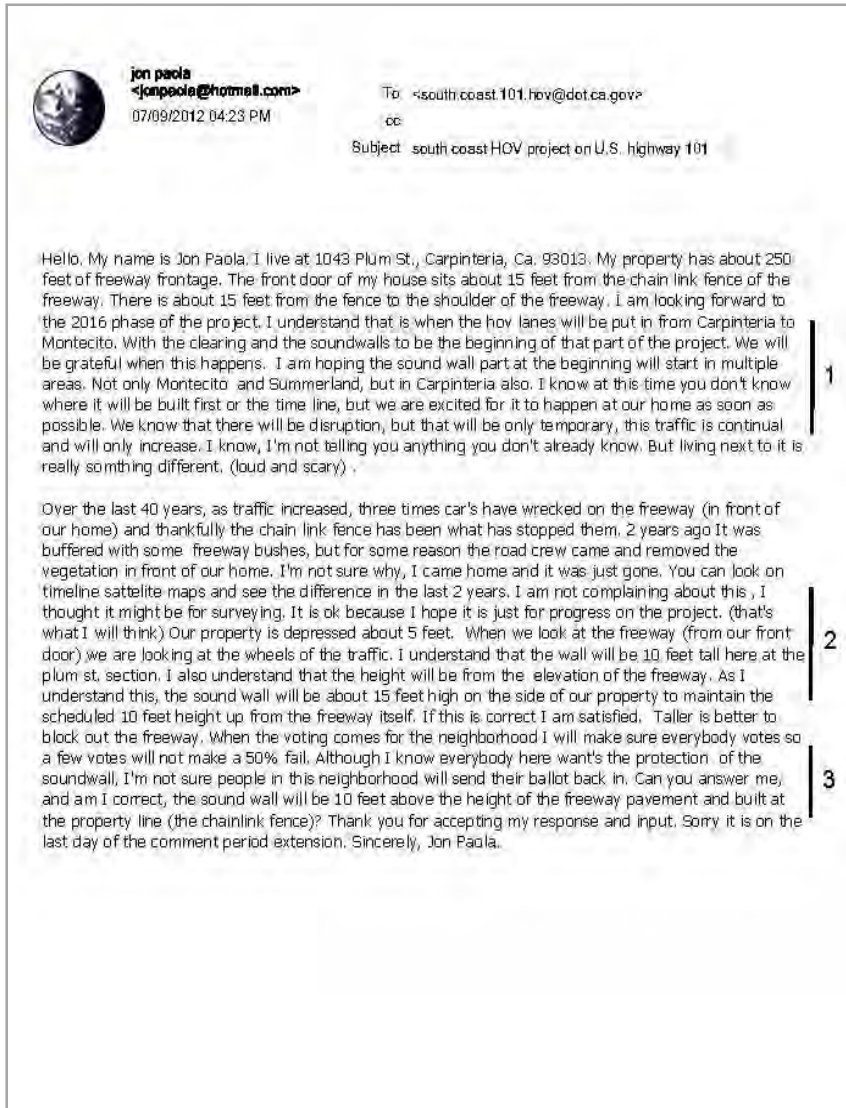 jon paola
<jonpaola@hotmail.com>
07/09/2012 04:23 PM
To <south.coast.101.hov@dot.ca.gov>
cc
Subject south coast HOV project on U.S. highway 101
Hello. My name is Jon Paola. I live at 1043 Plum St., Carpinteria, Ca. 93013. My property has about 250
feet of freeway frontage. The front door of my house sits about 15 feet from the chain link fence of the
freeway. There is about 15 feet from the fence to the shoulder of the freeway. I am looking forward to
the 2016 phase of the project. I understand that is when the hov lanes will be put in from Carpinteria to
Montecito. With the clearing and the soundwalls to be the beginning of that part of the project. We will
be grateful when this happens. I am hoping the sound wall part at the beginning will start in multiple
areas. Not only Montecito and Summerland, but in Carpinteria also. I know at this time you don't know
where it will be built first or the time line, but we are excited for it to happen at our home as soon as
possible. We know that there will be disruption, but that will be only temporary, this traffic is continual
and will only increase. I know, I'm not telling you anything you don't already know. But living next to it is
really somthing different. (loud and scary) .
1
Over the last 40 years, as traffic increased, three times car's have wrecked on the freeway (in front of
our home) and thankfully the chain link fence has been what has stopped them. 2 years ago It was
buffered with some freeway bushes, but for some reason the road crew came and removed the
vegetation in front of our home. I'm not sure why, I came home and it was just gone. You can look on
timeline sattelite maps and see the difference in the last 2 years. I am not complaining about this , I
thought it might be for surveying. It is ok because I hope it is just for progress on the project. (that's
what I will think) Our property is depressed about 5 feet. When we look at the freeway (from our front
door) we are looking at the wheels of the traffic. I understand that the wall will be 10 feet tall here at the
plum st. section. I also understand that the height will be from the elevation of the freeway. As I
understand this, the sound wall will be about 15 feet high on the side of our property to maintain the
scheduled 10 feet height up from the freeway itself. If this is correct I am satisfied. Taller is better to
block out the freeway. When the voting comes for the neighborhood I will make sure everybody votes so
a few votes will not make a 50% fail. Although I know everybody here want's the protection of the
soundwall, I'm not sure people in this neighborhood will send their ballot back in. Can you answer me,
and am I correct, the sound wall will be 10 feet above the height of the freeway pavement and built at
the property line (the chainlink fence)? Thank you for accepting my response and input. Sorry it is on the
last day of the comment period extension. Sincerely, Jon Paola.
2
3